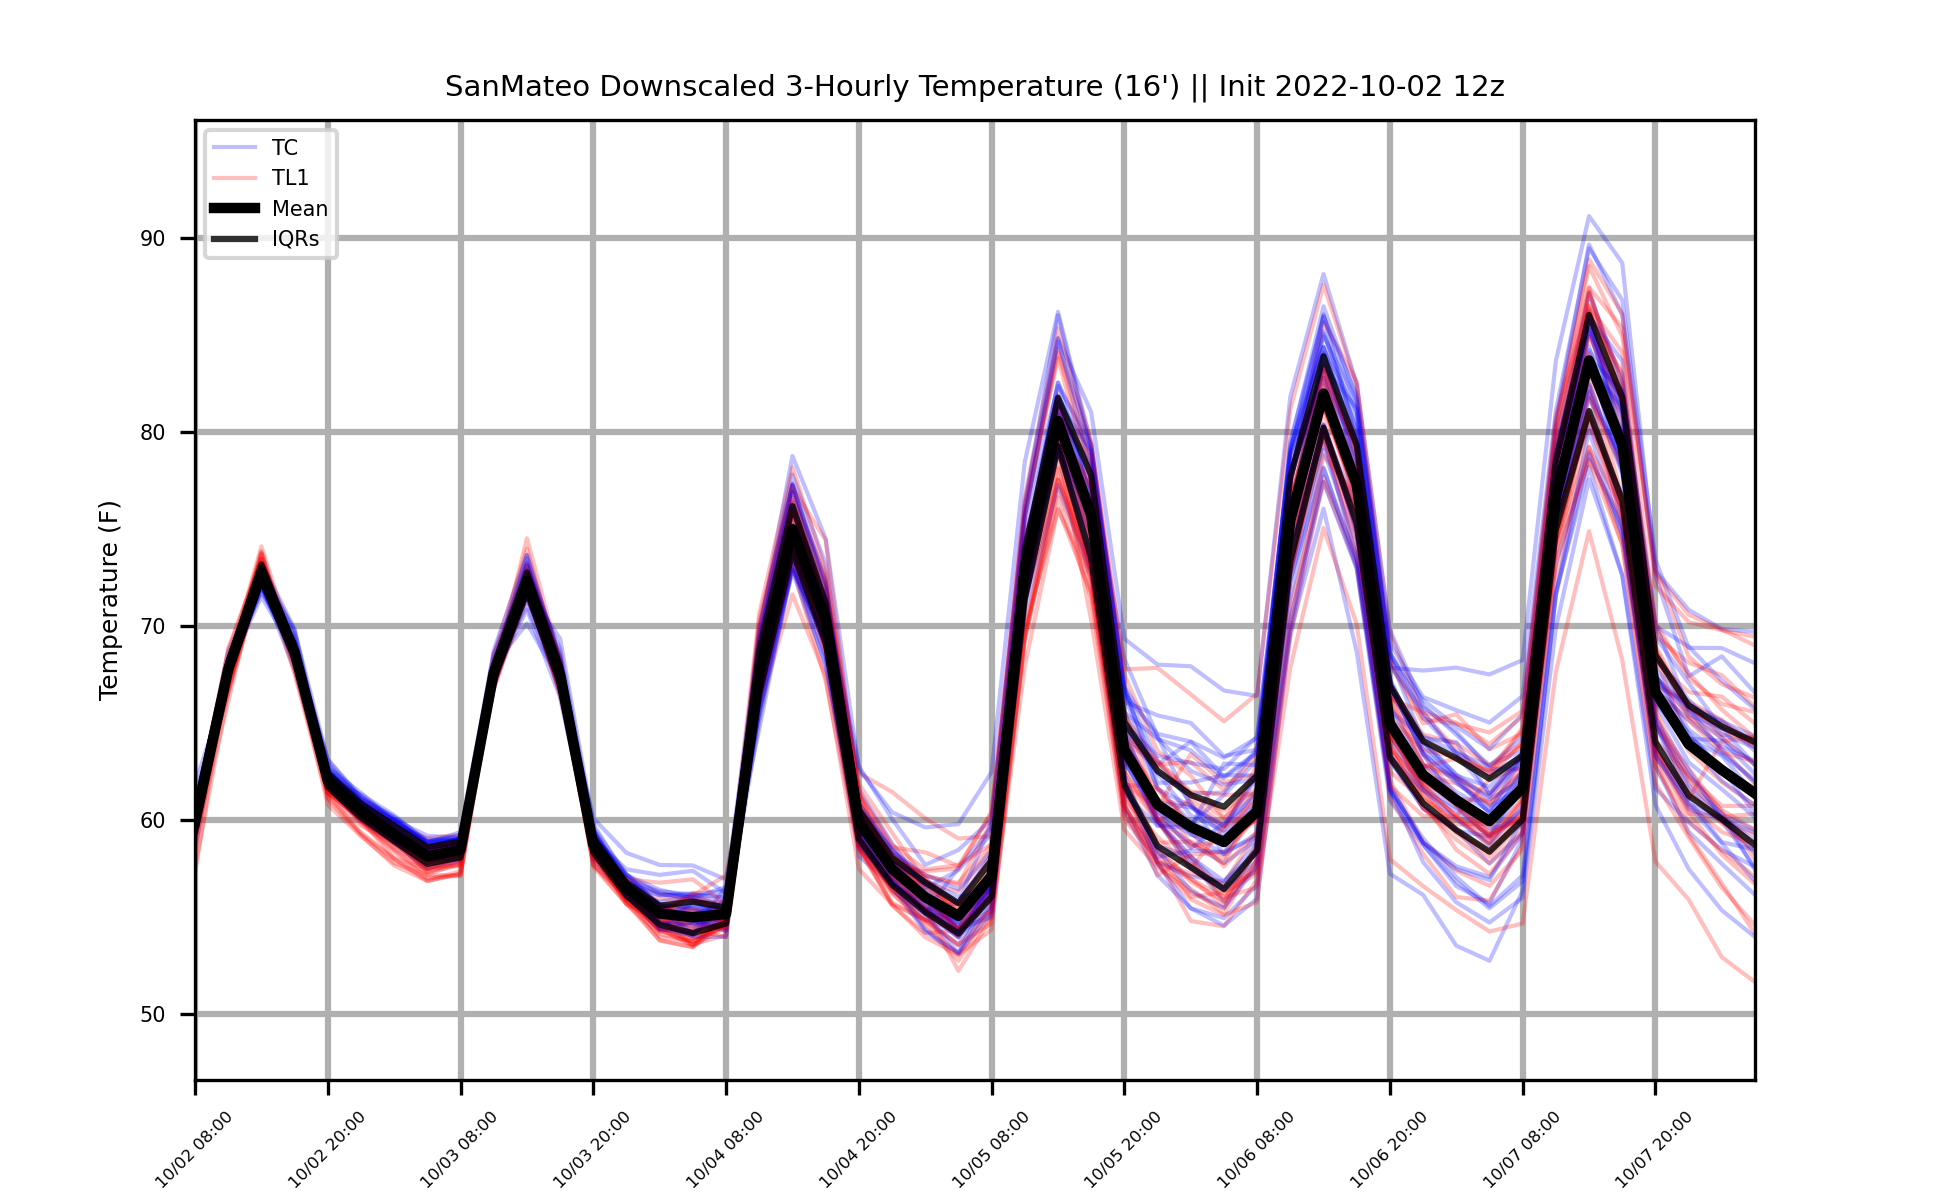 SanMateo Downscaled 3-Hourly Temperature (16') || Init 2022-10-02 12z
TC
TL1
Mean
IQRs
Temperature (F)
90
80
70
60
50
10/02 08:00
10/02 20:00
10/03 08:00
10/03 20:00
10/04 08:00
10/04 20:00
10/05 08:00
10/05 20:00
10/06 08:00
10/06 20:00
10/07 08:00
10/07 20:00